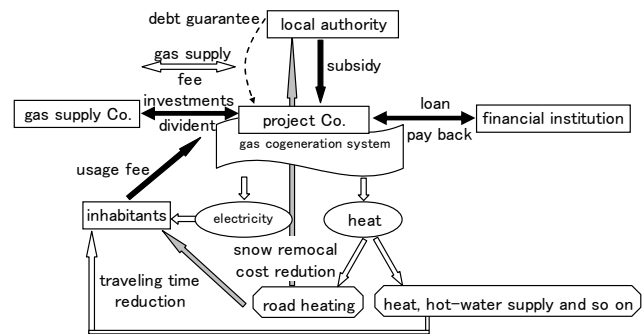 debt guarantee
local authority
gas supply
fee
subsidy
gas supply Co.
investments
divident
project Co.
gas cogeneration system
loan
pay back
financial institution
usage fee
inhabitants
electricity
heat
snow remocal
cost redution
traveling time
reduction
road heating
heat, hot-water supply and so on